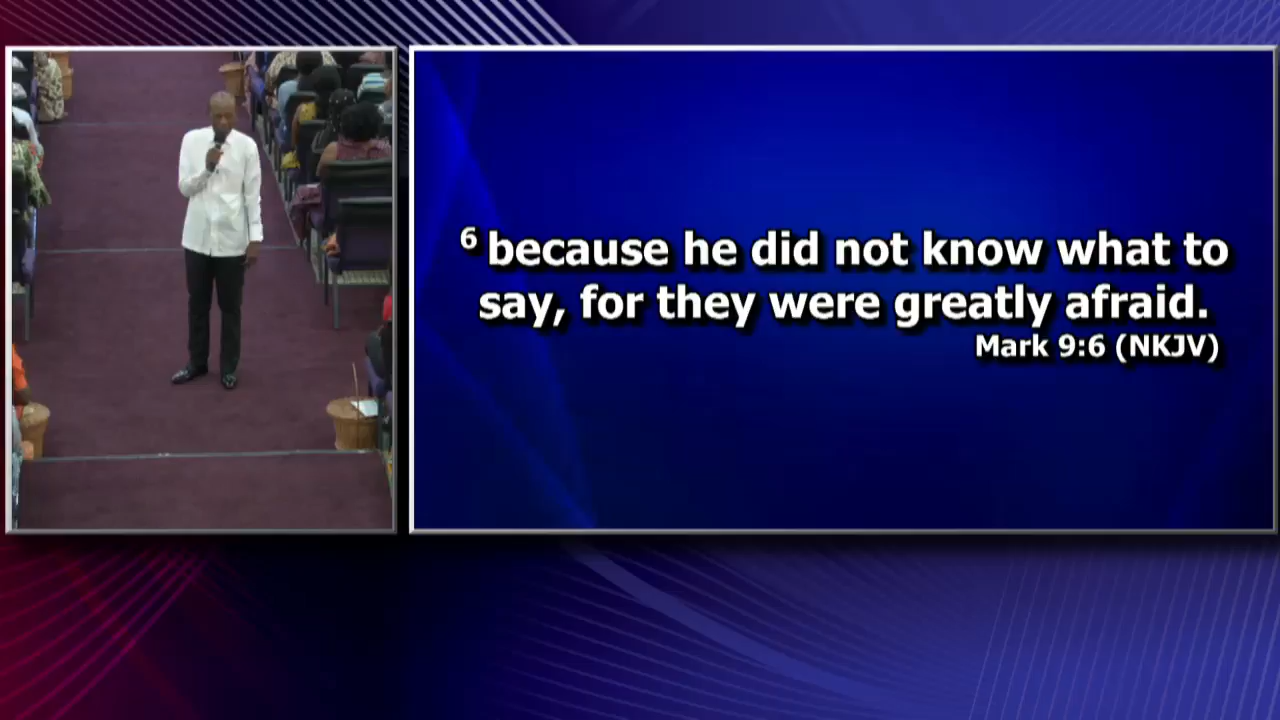 6 because he did not know what to
say, for they were greatly afraid.
Mark 9:6 (NKJV)